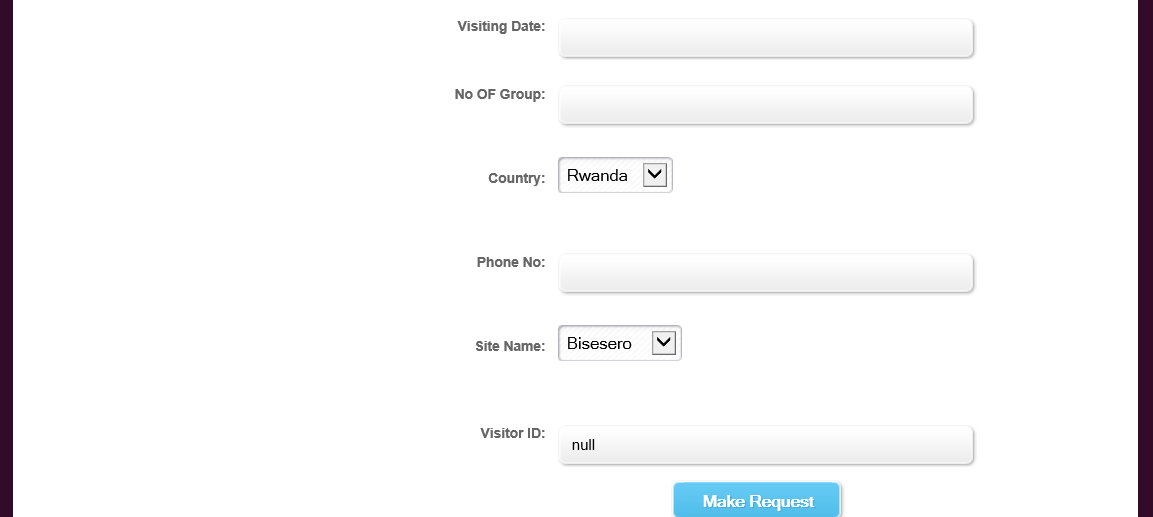 Visiting Date:
No OF Group:
Country: Rwanda
Phone No:
Site Name: Bisesero
Visitor ID: null
Make Request